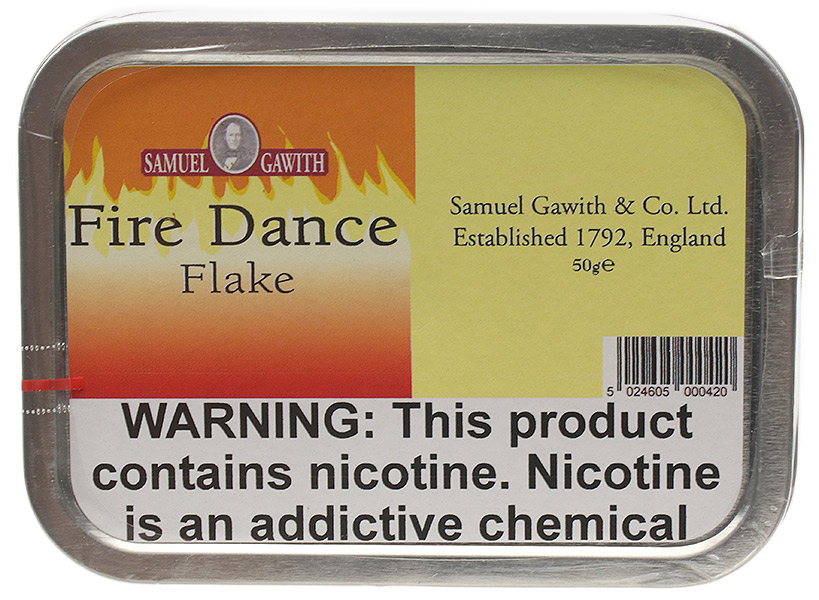 SAMUEL GAWITH
Fire Dance
Flake
Samuel Gawith & Co. Ltd.
Established 1792, England
50g℮
5 024605 000420
WARNING: This product
contains nicotine. Nicotine
is an addictive chemical